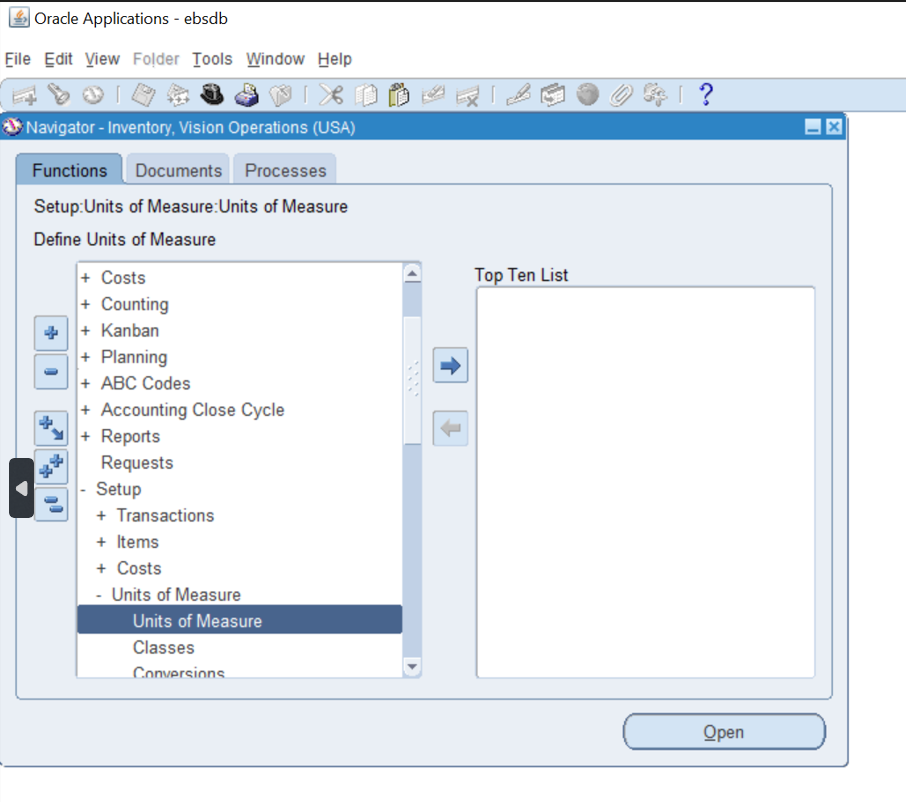 Oracle Applications - ebsdb
File Edit View Folder Tools Window Help
?
Navigator - Inventory, Vision Operations (USA)
Functions Documents Processes
Setup:Units of Measure:Units of Measure
Define Units of Measure
Top Ten List
+ Costs
+ Counting
+ Kanban
+ Planning
+ ABC Codes
+ Accounting Close Cycle
+ Reports
Requests
- Setup
+ Transactions
+ Items
+ Costs
- Units of Measure
Units of Measure
Classes
Conversions
Open